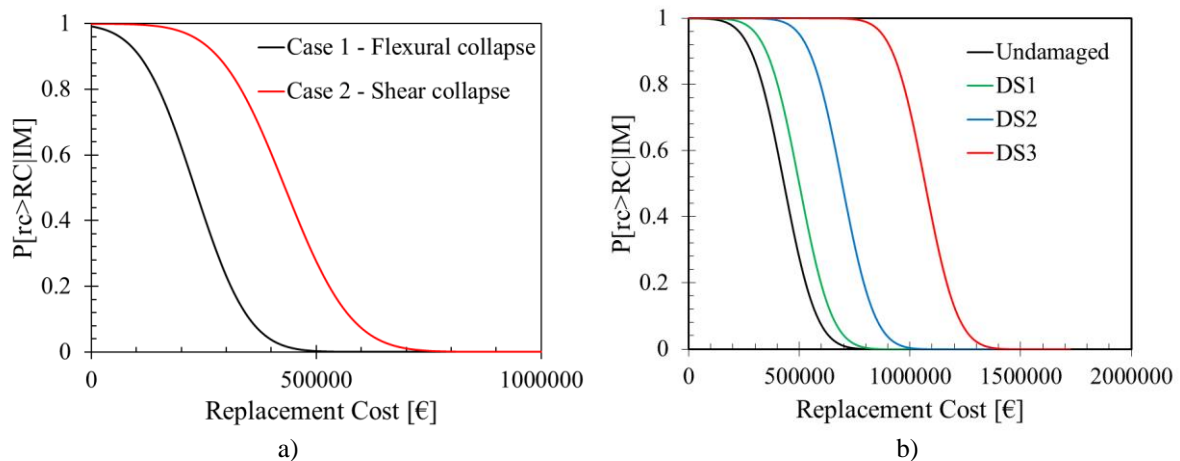 P[rc>RC|IM]
1
0.8
0.6
0.4
0.2
0
Case 1 - Flexural collapse
Case 2 - Shear collapse
0 500000 1000000
Replacement Cost [€]
a)
P[rc>RC|IM]
1
0.8
0.6
0.4
0.2
0
Undamaged
DS1
DS2
DS3
0 500000 1000000 1500000 2000000
Replacement Cost [€]
b)